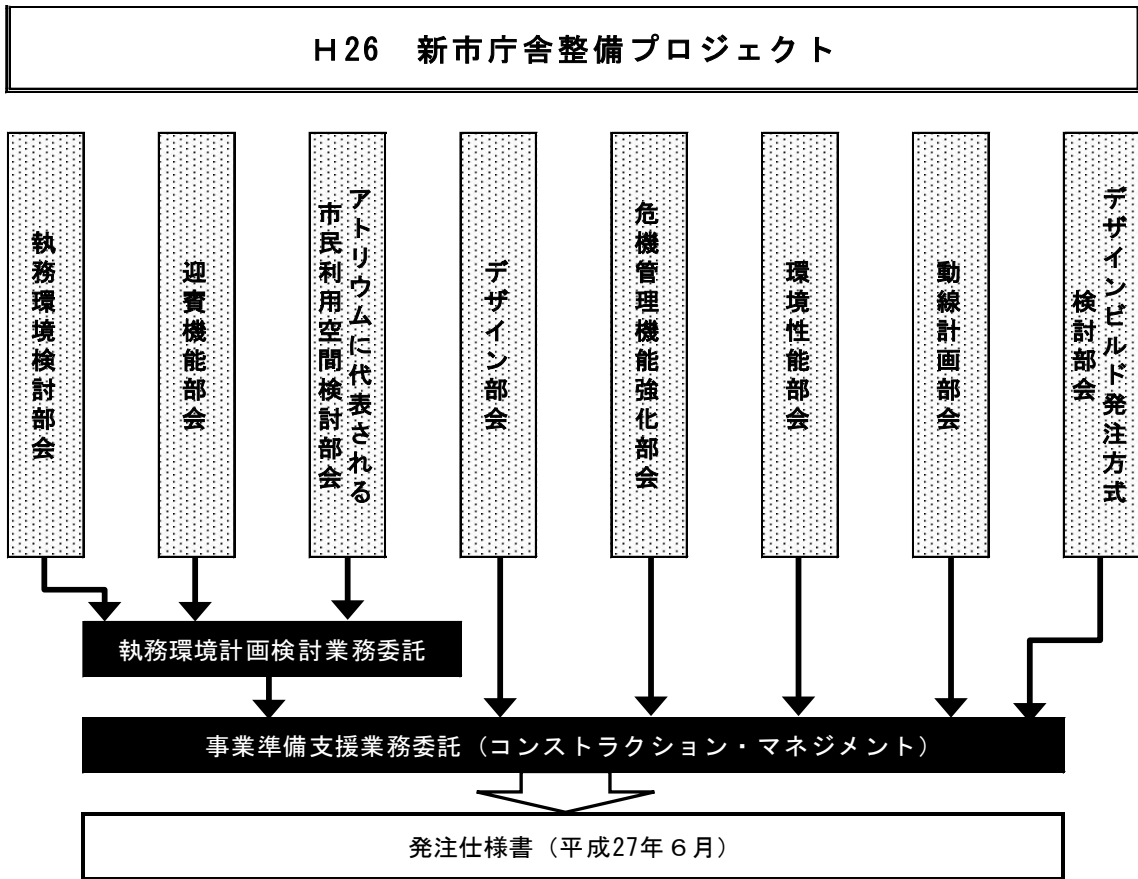 H26 新市庁舎整備プロジェクト
執務環境検討部会
迎賓機能部会
アトリウムに代表される
市民利用空間検討部会
デザイン部会
危機管理機能強化部会
環境性能部会
動線計画部会
デザインビルド発注方式
検討部会
執務環境計画検討業務委託
事業準備支援業務委託（コンストラクション・マネジメント）
発注仕様書（平成27年６月）